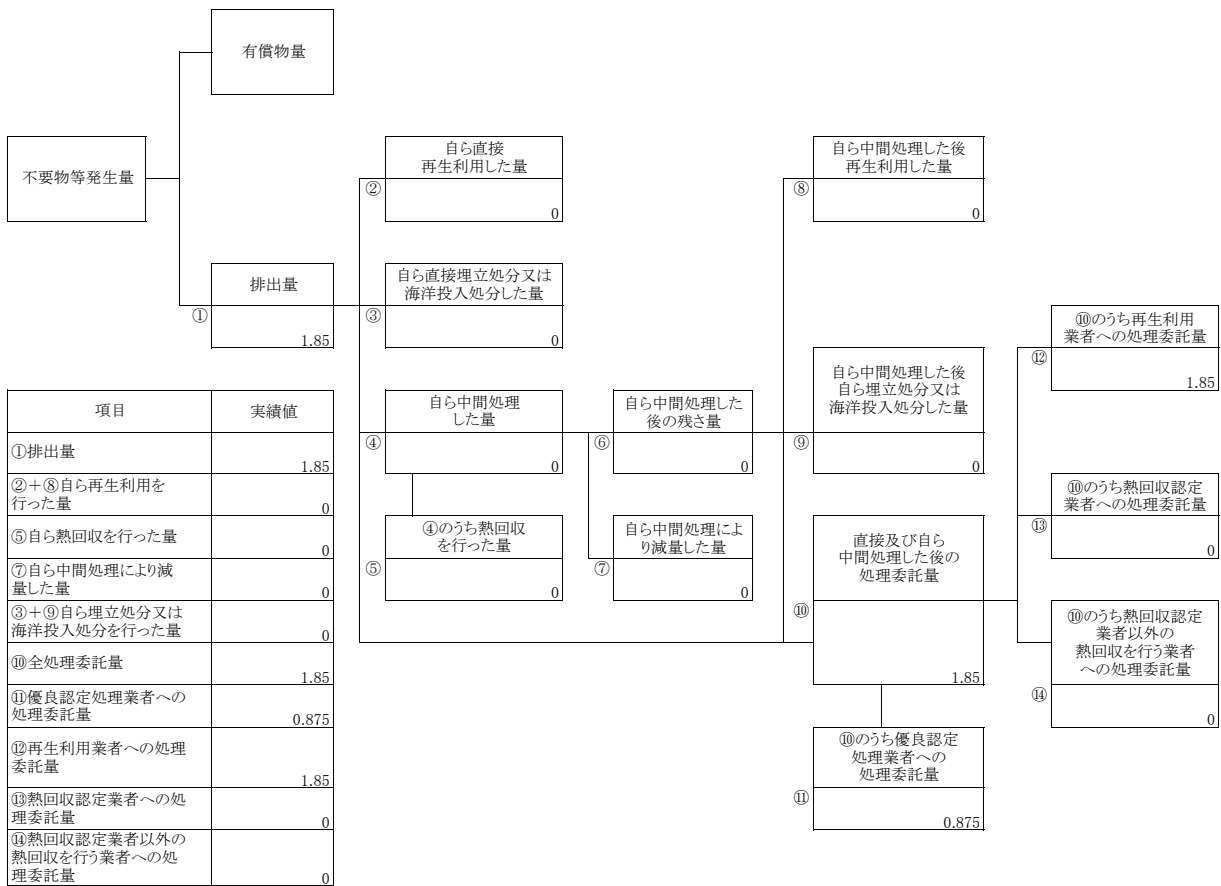 有償物量
不要物等発生量
自ら直接
再生利用した量
②
0
自ら中間処理した後
再生利用した量
⑧
0
排出量
①
1.85
自ら直接埋立処分又は
海洋投入処分した量
③
0
⑩のうち再生利用
業者への処理委託量
⑫
1.85
自ら中間処理
した量
④
0
自ら中間処理した
後の残さ量
⑥
0
自ら中間処理した後
自ら埋立処分又は
海洋投入処分した量
⑨
0
⑩のうち熱回収認定
業者への処理委託量
⑬
0
④のうち熱回収
を行った量
⑤
0
自ら中間処理によ
り減量した量
⑦
0
直接及び自ら
中間処理した後の
処理委託量
⑩
1.85
⑩のうち熱回収認定
業者以外の
熱回収を行う業者
への処理委託量
⑭
0
⑩のうち優良認定
処理業者への
処理委託量
⑪
0.875
項目 実績値
①排出量
1.85
②+⑧自ら再生利用を
行った量
0
⑤自ら熱回収を行った量
0
⑦自ら中間処理により減
量した量
0
③+⑨自ら埋立処分又は
海洋投入処分を行った量
0
⑩全処理委託量
1.85
⑪優良認定処理業者への
処理委託量
0.875
⑫再生利用業者への処理
委託量
1.85
⑬熱回収認定業者への処
理委託量
0
⑭熱回収認定業者以外の
熱回収を行う業者への処
理委託量
0